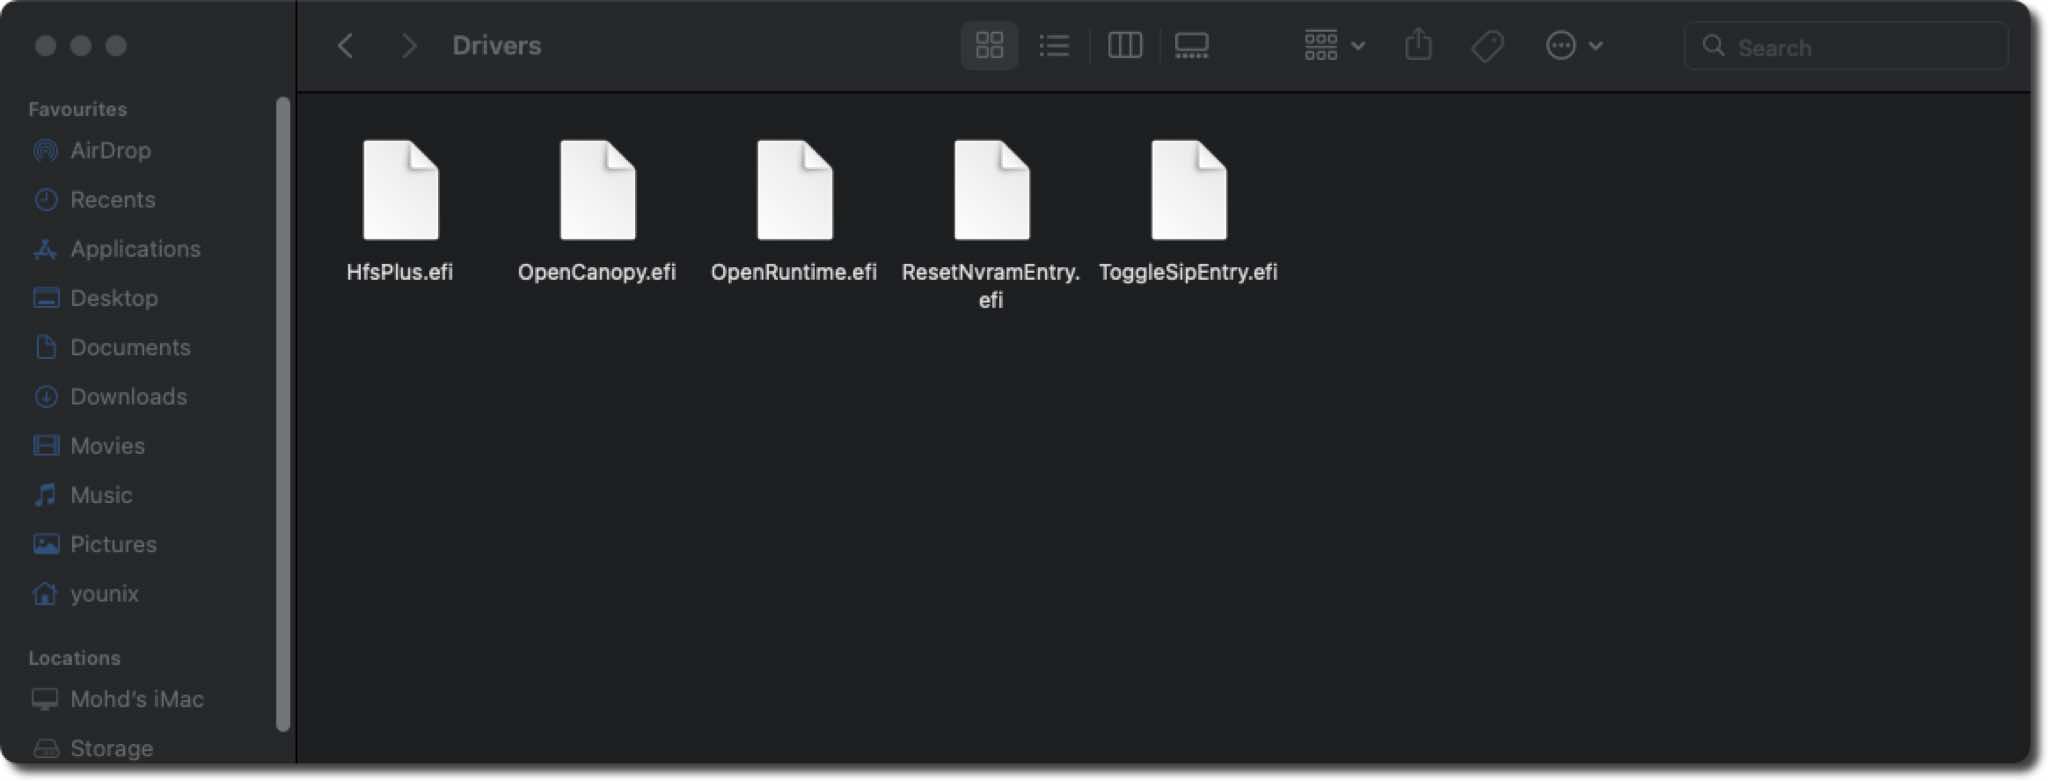 Drivers
Search
Favourites
AirDrop
Recents
Applications
Desktop
Documents
Downloads
Movies
Music
Pictures
younix
Locations
Mohd's iMac
Storage
HfsPlus.efi
OpenCanopy.efi
OpenRuntime.efi
ResetNvramEntry.
efi
ToggleSipEntry.efi